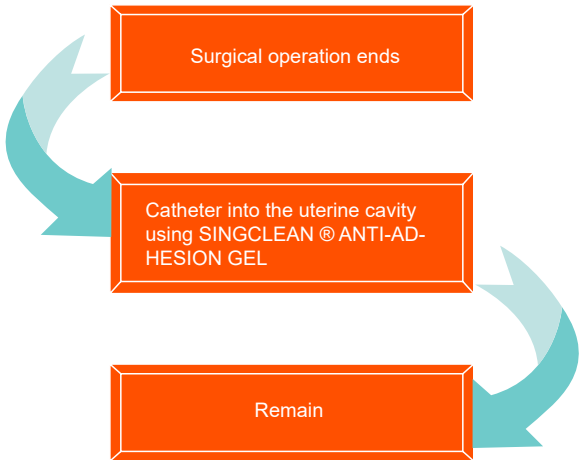 Surgical operation ends
Catheter into the uterine cavity
using SINGCLEAN ® ANTI-AD-
HESION GEL
Remain